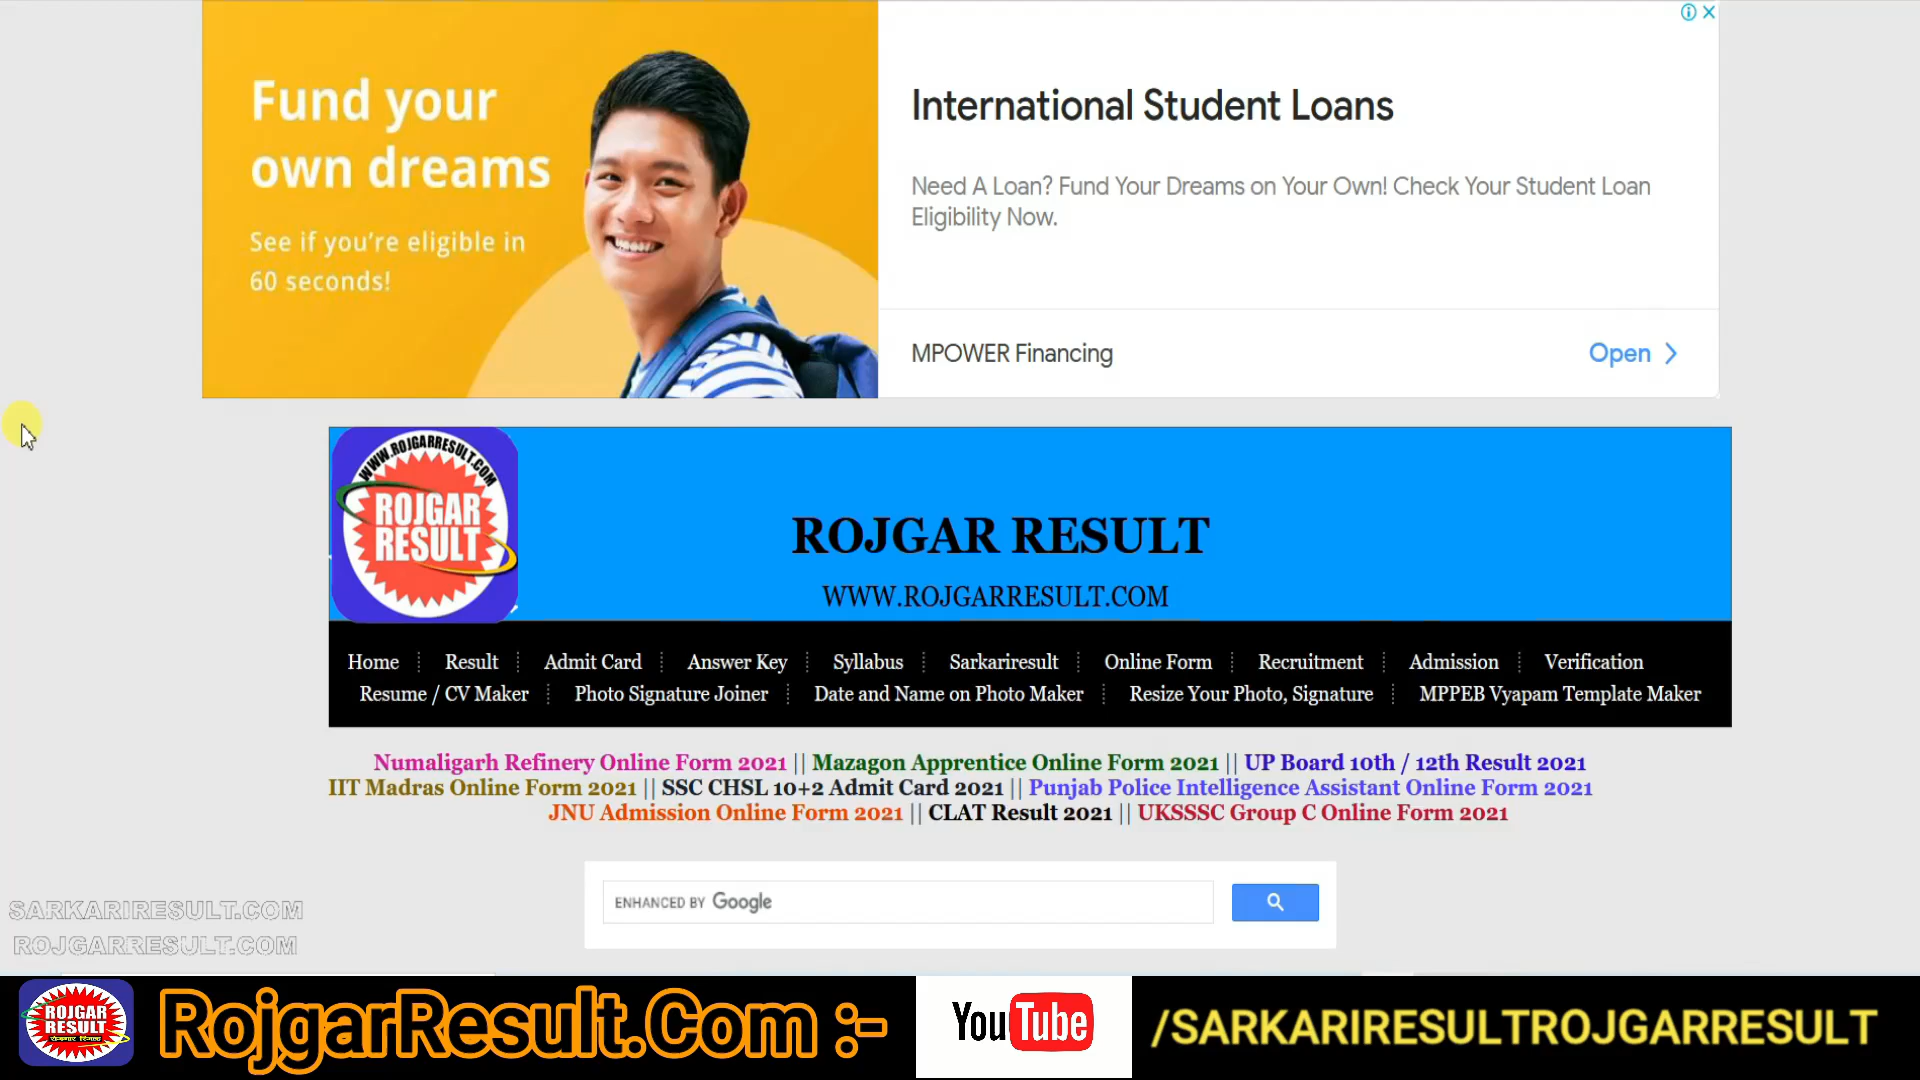 Fund your
own dreams
See if you're eligible in
60 seconds!
International Student Loans
Need A Loan? Fund Your Dreams on Your Own! Check Your Student Loan
Eligibility Now.
MPOWER Financing
Open
WWW.ROJGARRESULT.COM
ROJGAR
RESULT
ROJGAR RESULT
WWW.ROJGARRESULT.COM
Home Result Admit Card Answer Key Syllabus Sarkariresult Online Form Recruitment Admission Verification
Resume / CV Maker Photo Signature Joiner Date and Name on Photo Maker Resize Your Photo, Signature MPPEB Vyapam Template Maker
Numaligarh Refinery Online Form 2021 || Mazagon Apprentice Online Form 2021 || UP Board 10th / 12th Result 2021
IIT Madras Online Form 2021 || SSC CHSL 10+2 Admit Card 2021 || Punjab Police Intelligence Assistant Online Form 2021
JNU Admission Online Form 2021 || CLAT Result 2021 || UKSSSC Group C Online Form 2021
ENHANCED BY Google
SARKARIRESULT.COM
ROJGARRESULT.COM
ROJGAR
RESULT
रोजगार रिजल्ट
RojgarResult.Com :-
YouTube
/SARKARIRESULTROJGARRESULT